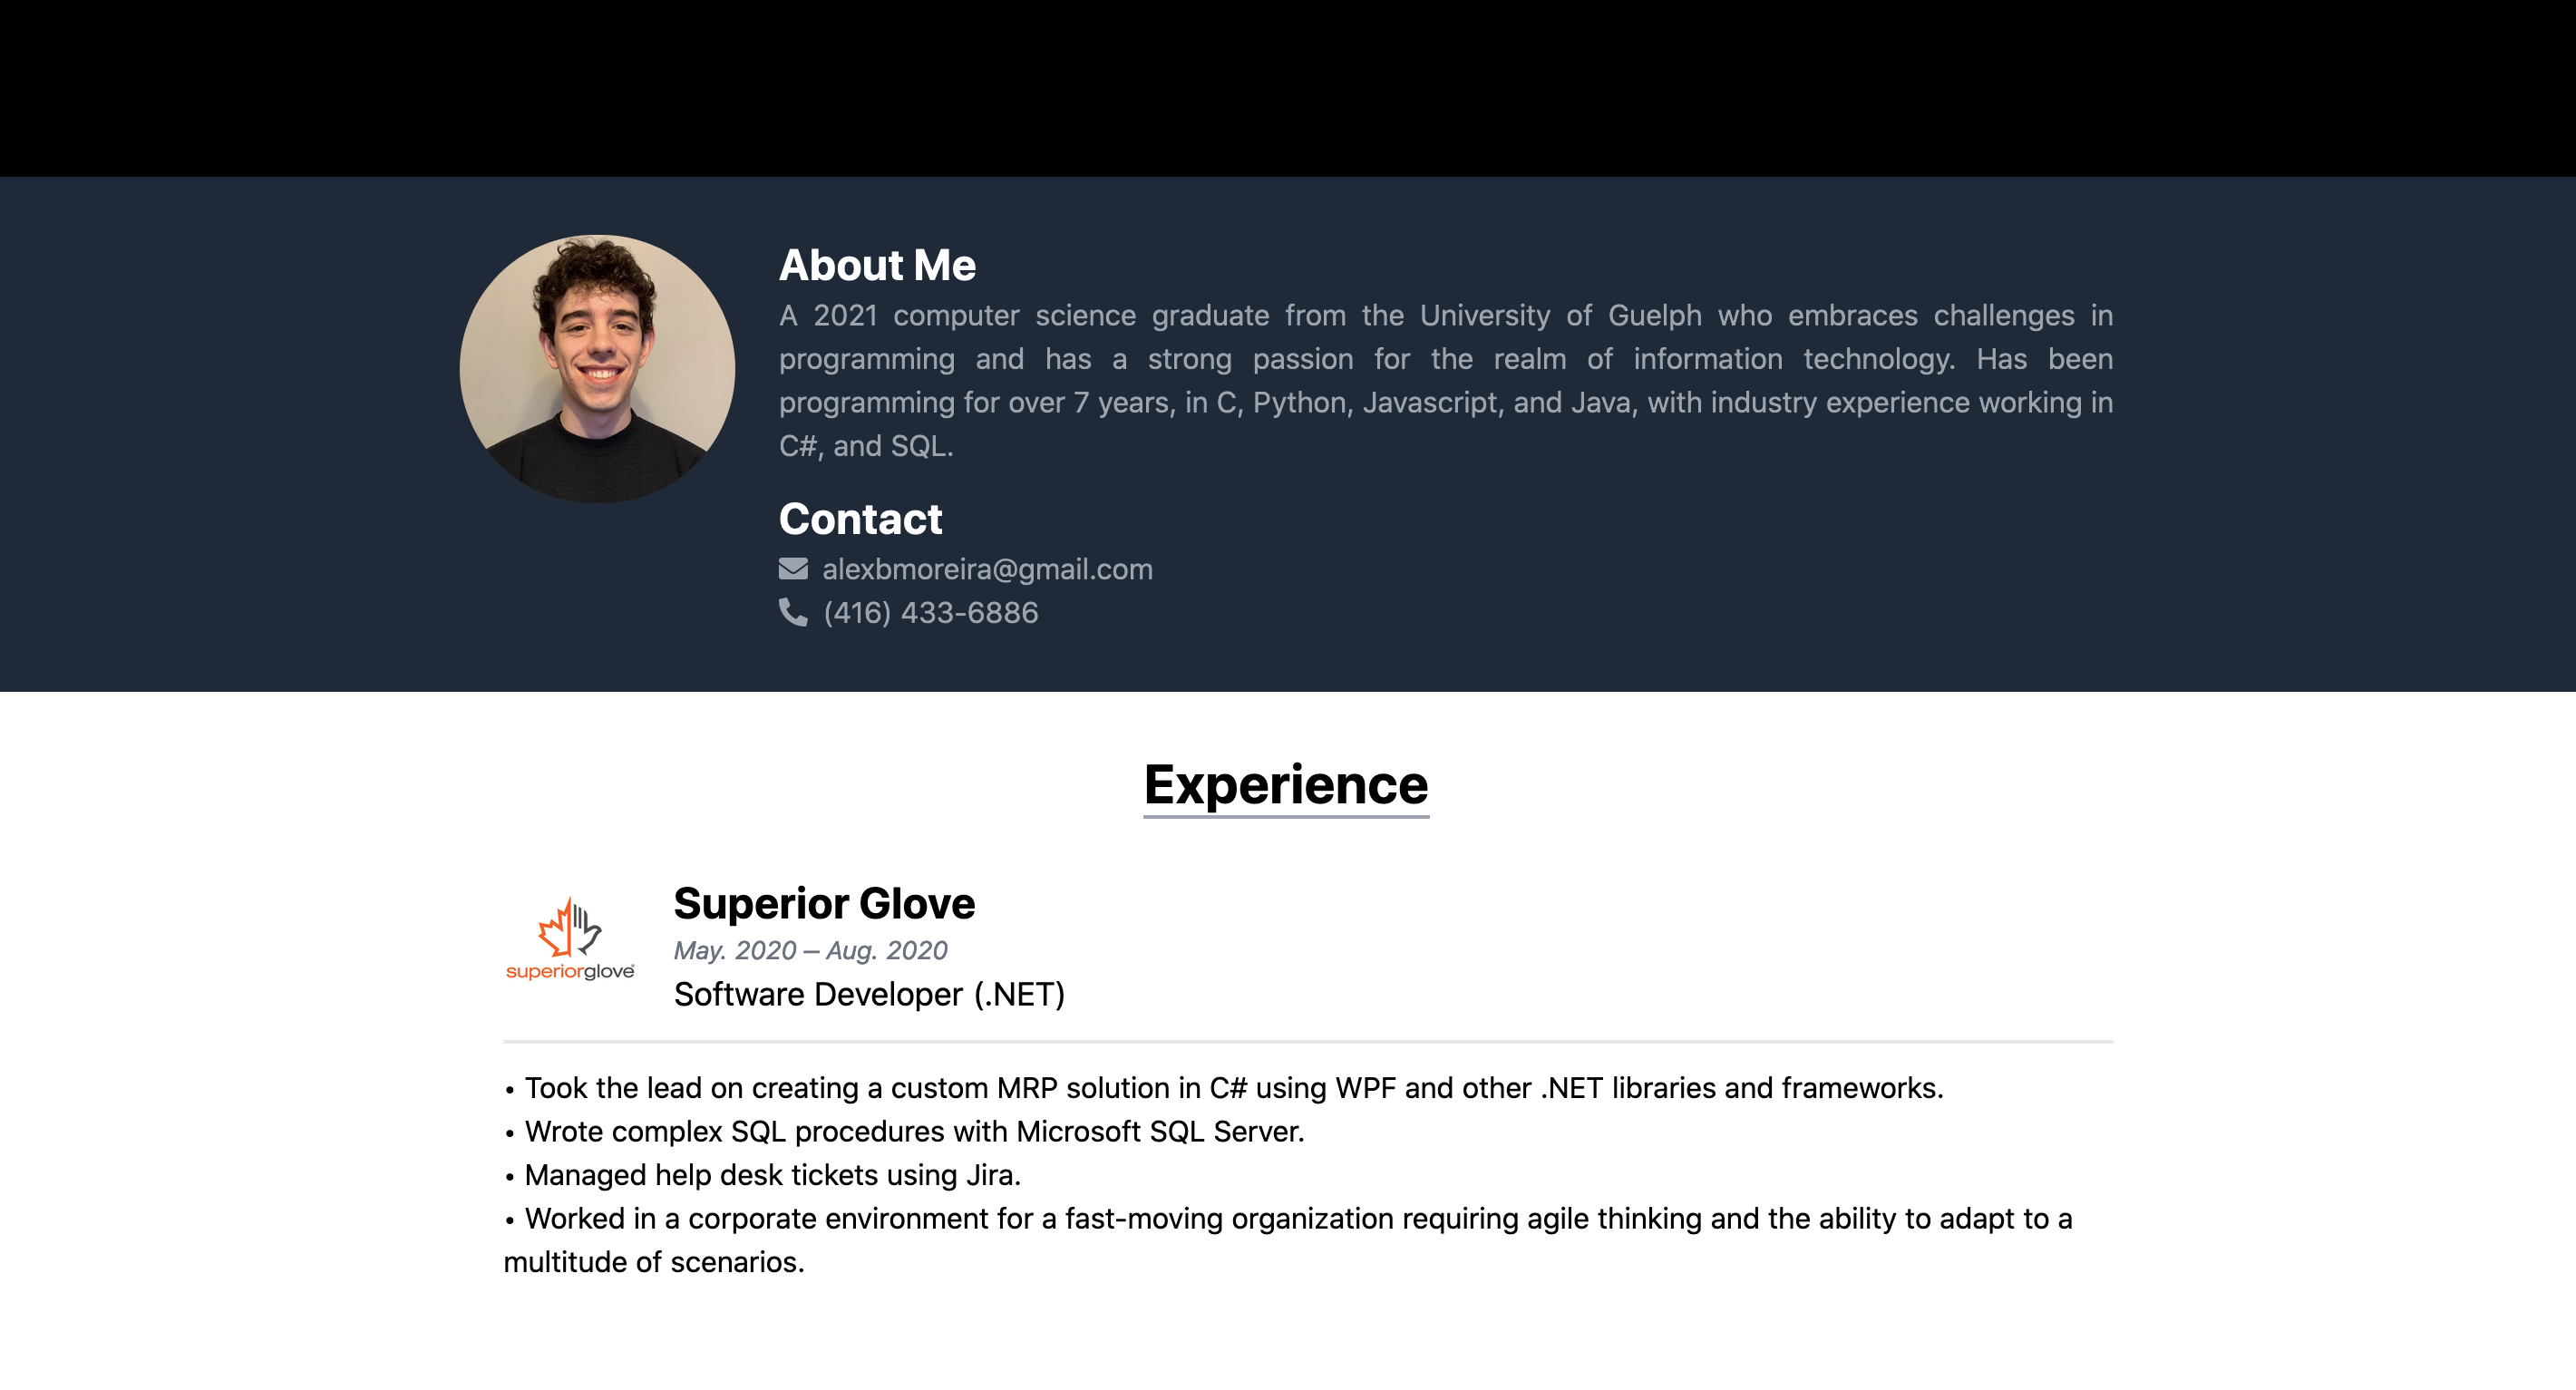 About Me
A 2021 computer science graduate from the University of Guelph who embraces challenges in
programming and has a strong passion for the realm of information technology. Has been
programming for over 7 years, in C, Python, Javascript, and Java, with industry experience working in
C#, and SQL.
Contact
alexbmoreira@gmail.com
(416) 433-6886
Experience
superiorglove®
Superior Glove
May. 2020 – Aug. 2020
Software Developer (.NET)
• Took the lead on creating a custom MRP solution in C# using WPF and other .NET libraries and frameworks.
• Wrote complex SQL procedures with Microsoft SQL Server.
• Managed help desk tickets using Jira.
• Worked in a corporate environment for a fast-moving organization requiring agile thinking and the ability to adapt to a
multitude of scenarios.